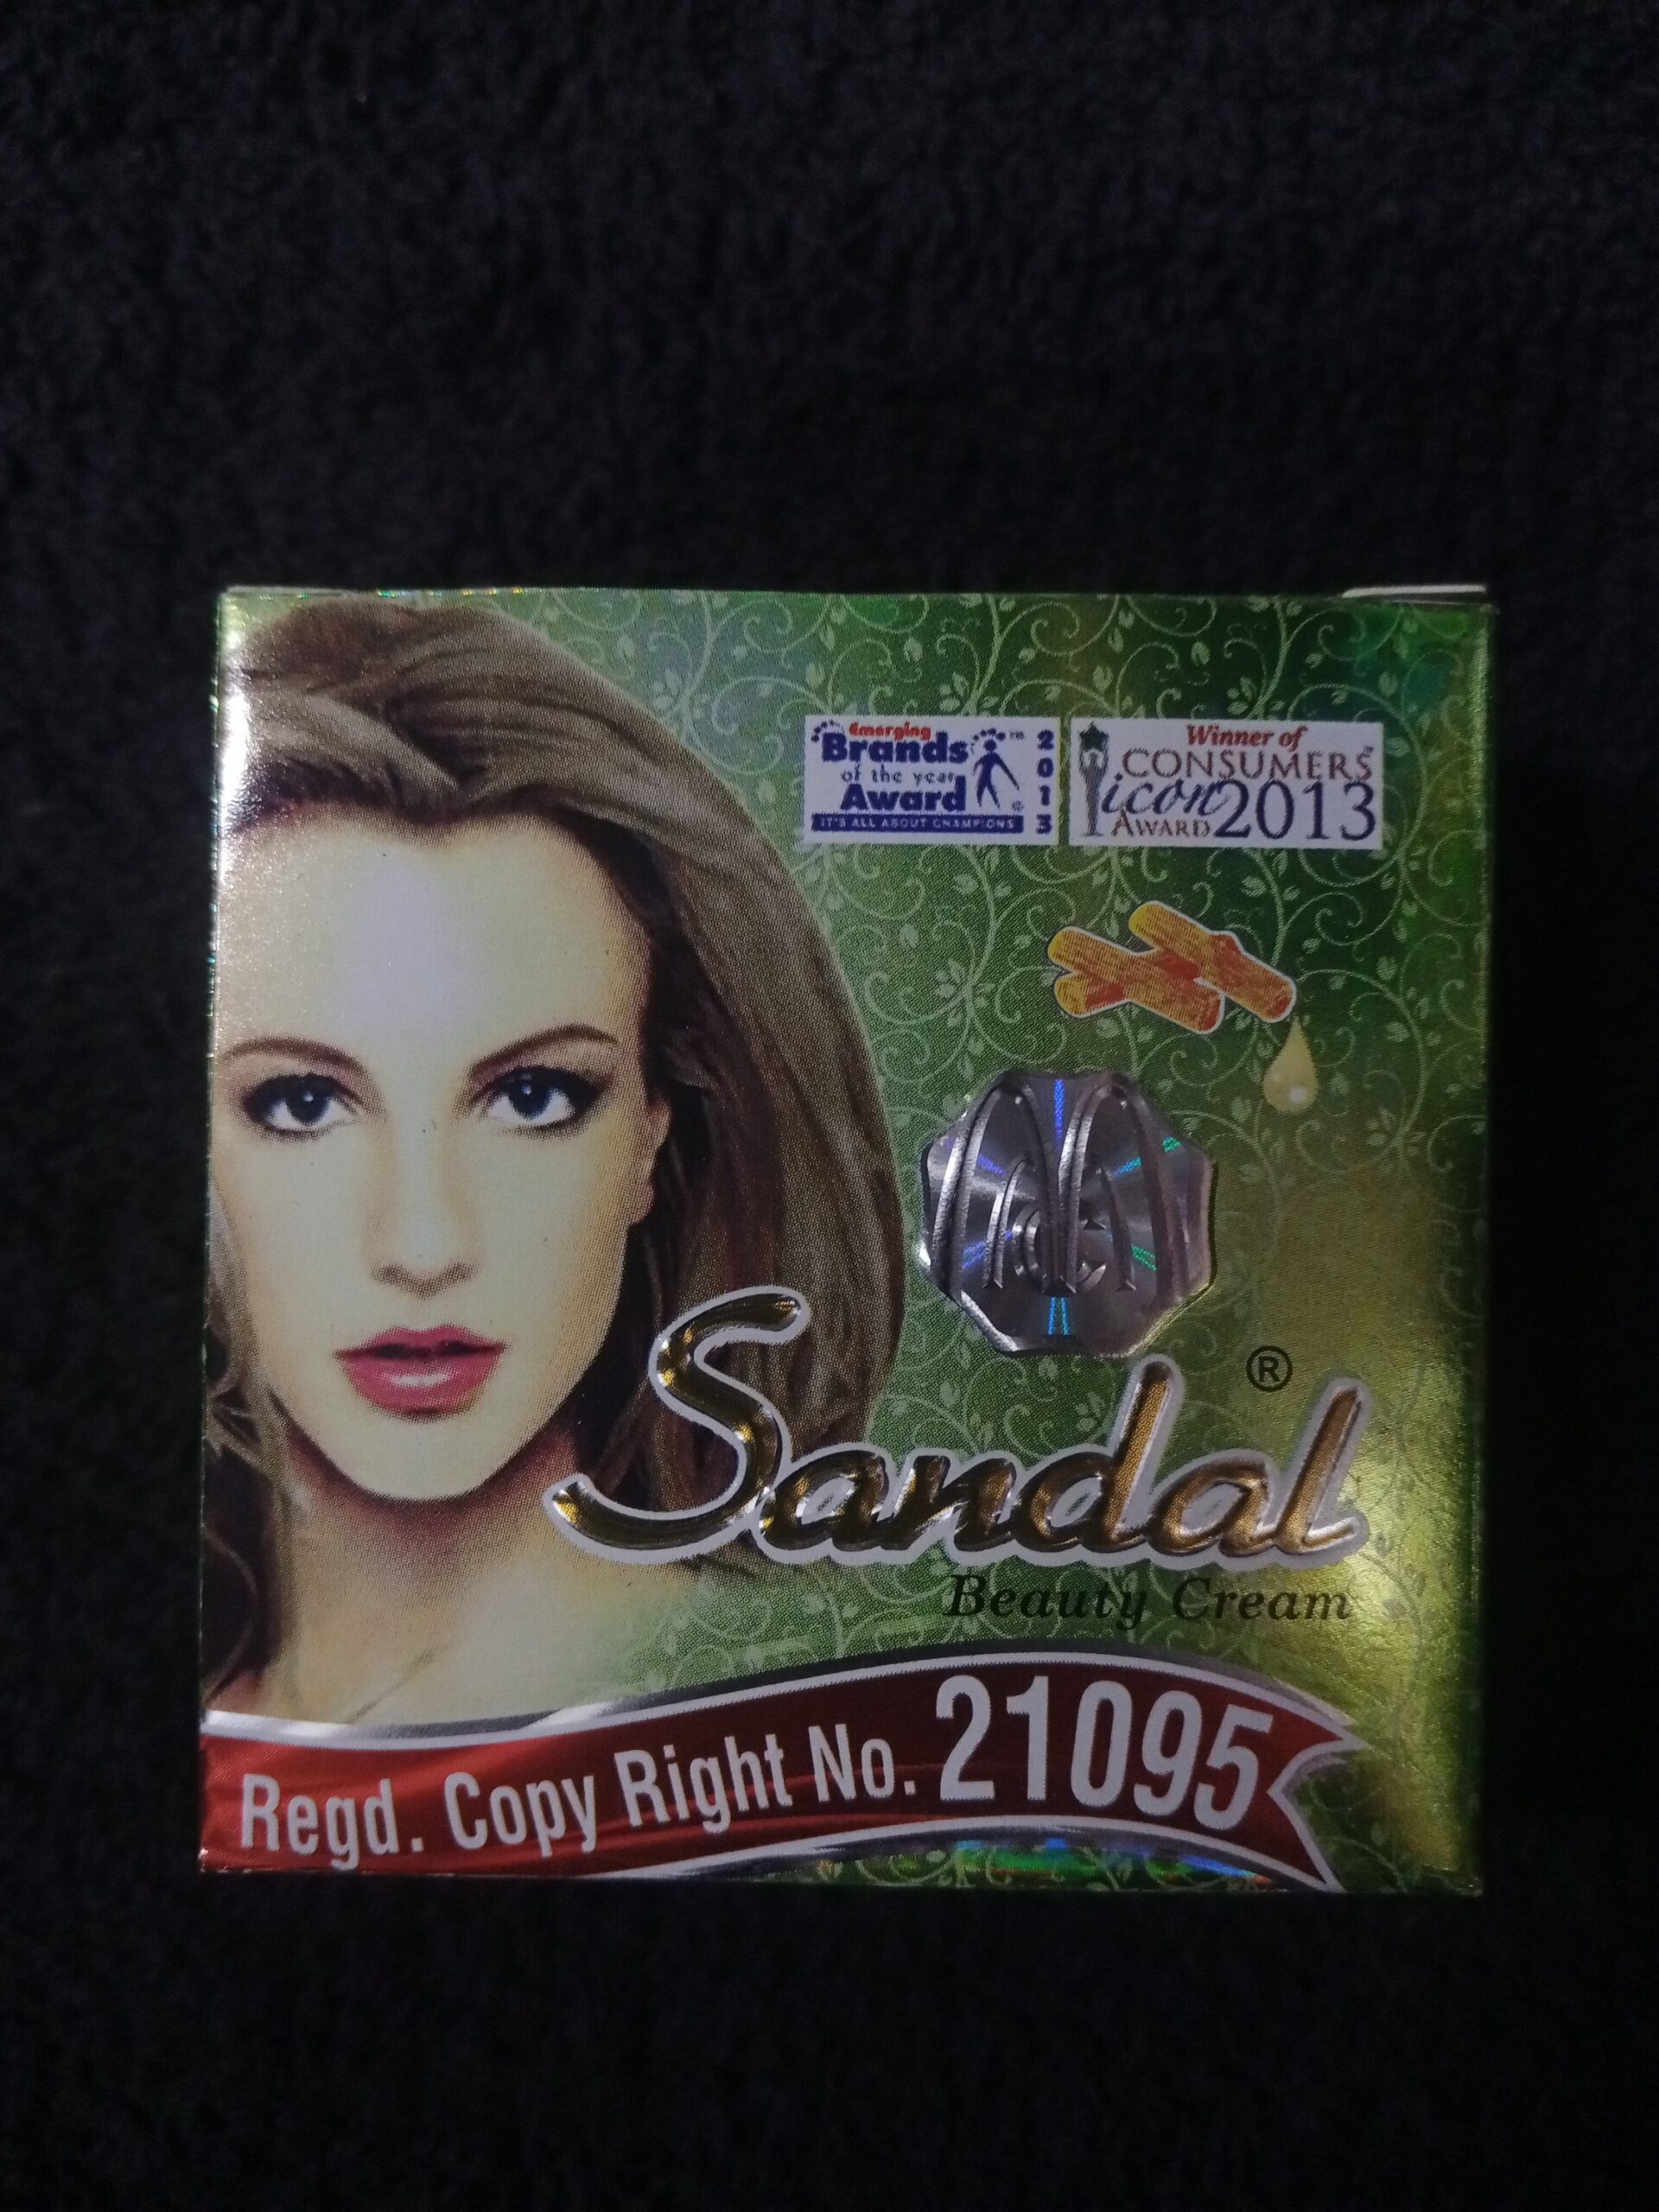 Emerging
Brands
of the year
Award
IT'S ALL ABOUT CHAMPIONS
2013
Winner of
CONSUMERS
icon 2013
AWARD
Sandal ®
Beauty Cream
Regd. Copy Right No. 21095